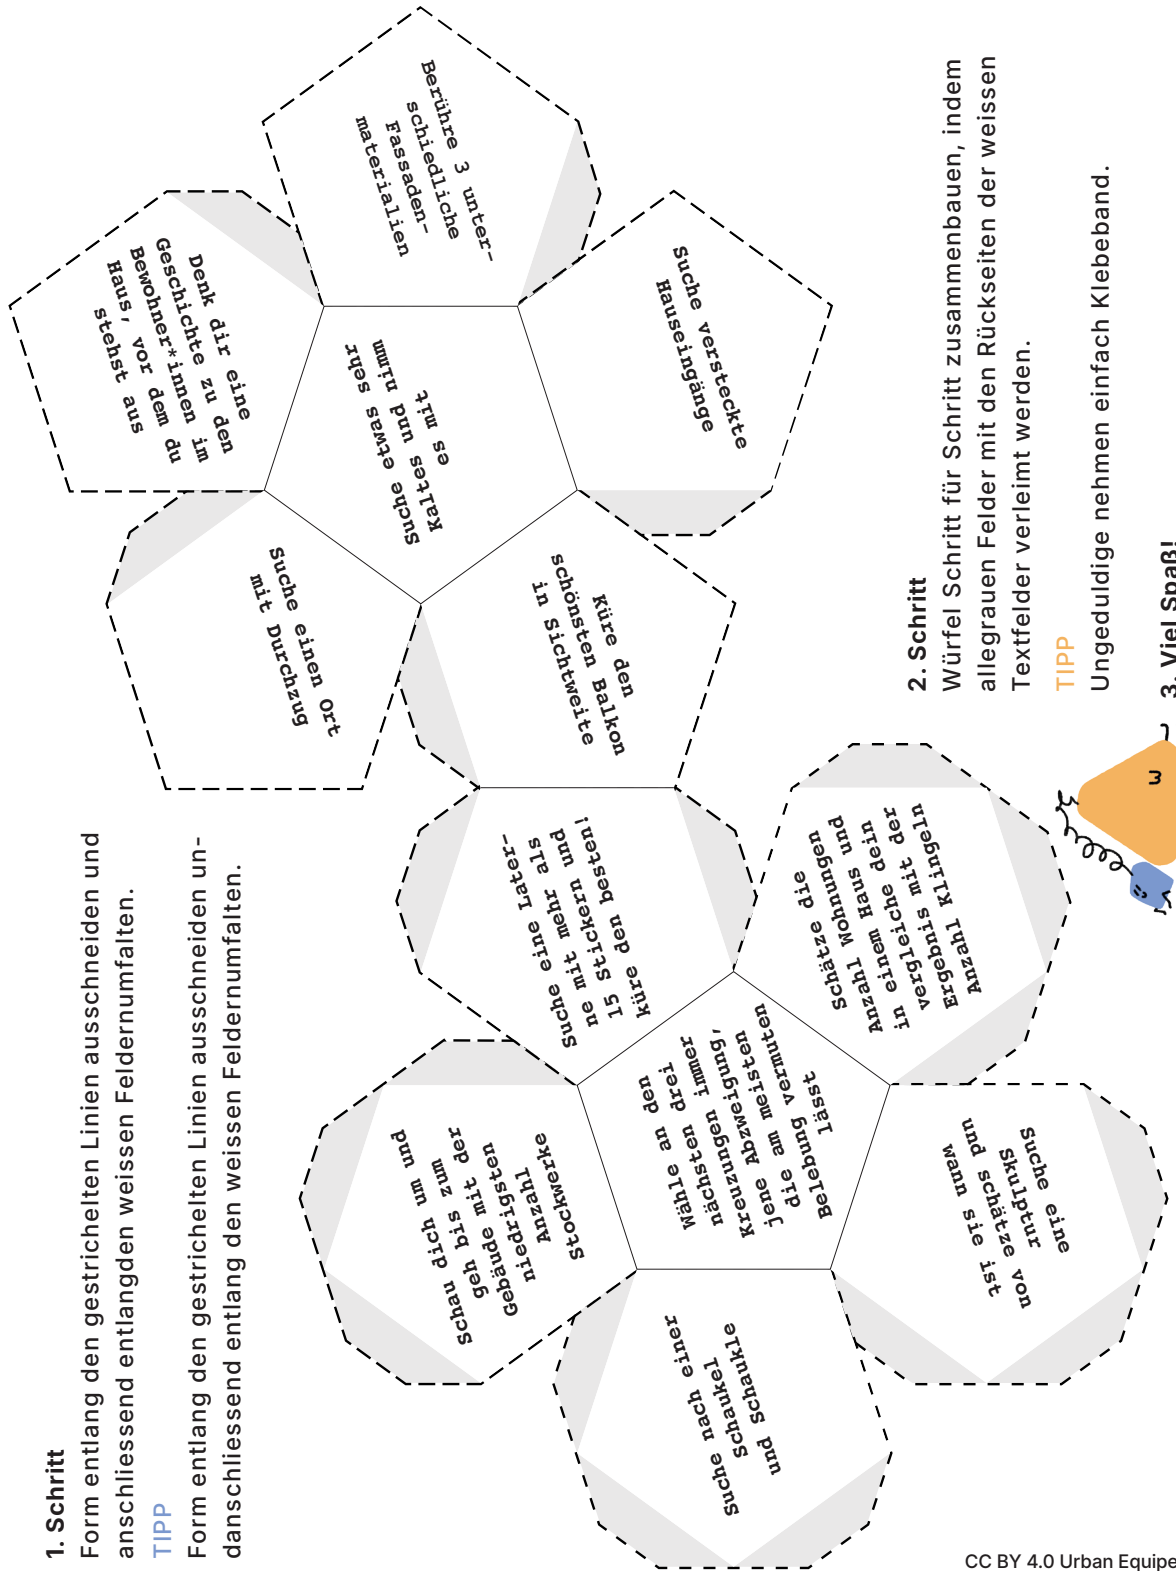 1. Schritt
Form entlang den gestrichelten Linien ausschneiden und
anschliessend entlangden weissen Feldernumfalten.
TIPP
Form entlang den gestrichelten Linien ausschneiden un-
danschliessend entlang den weissen Feldernumfalten.
Denk dir eine
Geschichte zu den
Bewohner*innen im
Haus, vor dem du
stehst aus
Berühre 3 unter-
schiedliche
Fassaden-
materialien
Suche einen Ort
mit Durchzug
Suche etwas sehr
Kaltes und nimm
es mit
Suche versteckte
Hauseingänge
Küre den
schönsten Balkon
in Sichtweite
Suche eine Later-
ne mit mehr als
15 Stickern und
küre den besten!
Schau dich um und
geh bis zum
Gebäude mit der
niedrigsten
Anzahl
Stockwerke
Wähle an den
nächsten drei
Kreuzungen immer
jene Abzweigung,
die am meisten
Belebung vermuten
lässt
Schätze die
Anzahl Wohnungen
in einem Haus und
vergleiche dein
Ergebnis mit der
Anzahl Klingeln
Suche nach einer
Schaukel
und Schaukle
Suche eine
Skulptur
und schätze von
wann sie ist
2. Schritt
Würfel Schritt für Schritt zusammenbauen, indem
allegrauen Felder mit den Rückseiten der weissen
Textfelder verleimt werden.
TIPP
Ungeduldige nehmen einfach Klebeband.
3. Viel Spaß!
CC BY 4.0 Urban Equipe